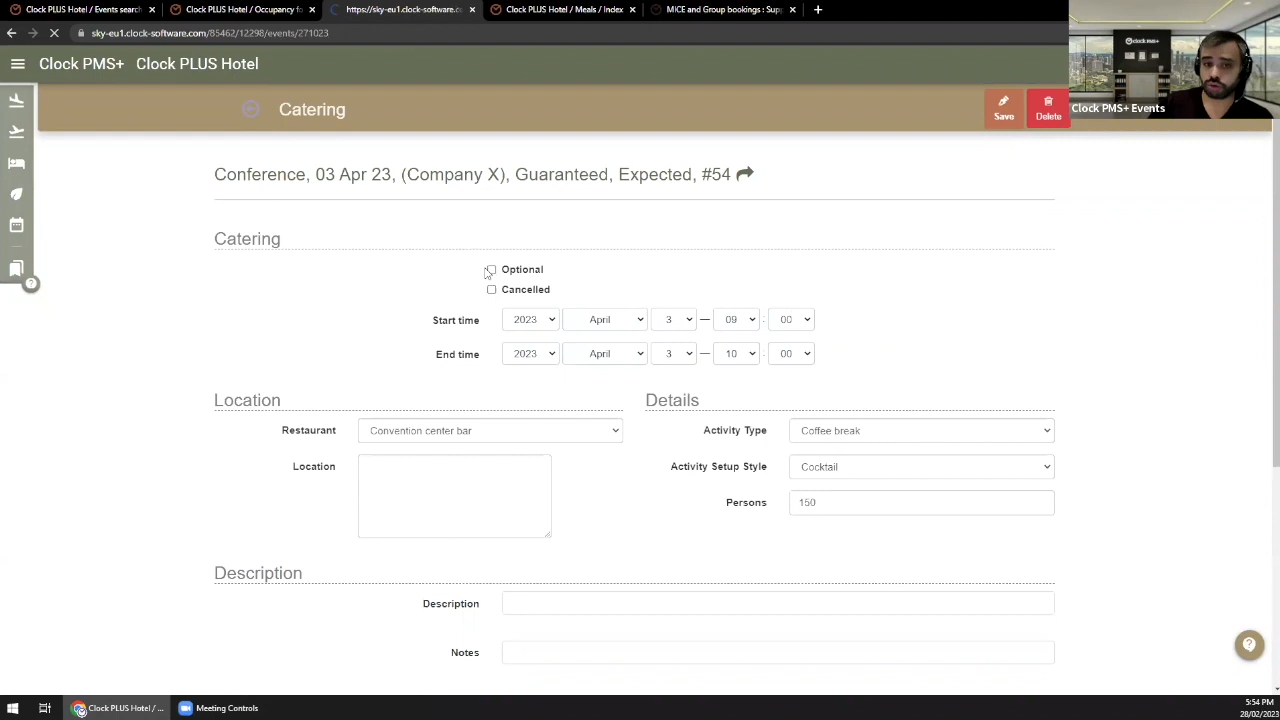 Clock PLUS Hotel / Events search
Clock PLUS Hotel / Occupancy fo
https://sky-eu1.clock-software.co
Clock PLUS Hotel / Meals / Index
MICE and Group bookings : Supp
sky-eu1.clock-software.com/85462/12298/events/271023
Clock PMS+ Clock PLUS Hotel
clock PMS+
Clock PMS+ Events
Catering
Save
Delete
Conference, 03 Apr 23, (Company X), Guaranteed, Expected, #54
Catering
Optional
Cancelled
Start time 2023 April 3 — 09 : 00
End time 2023 April 3 — 10 : 00
Location
Restaurant Convention center bar
Location
Details
Activity Type Coffee break
Activity Setup Style Cocktail
Persons 150
Description
Description
Notes
Clock PLUS Hotel / ...
Meeting Controls
5:54 PM
28/02/2023